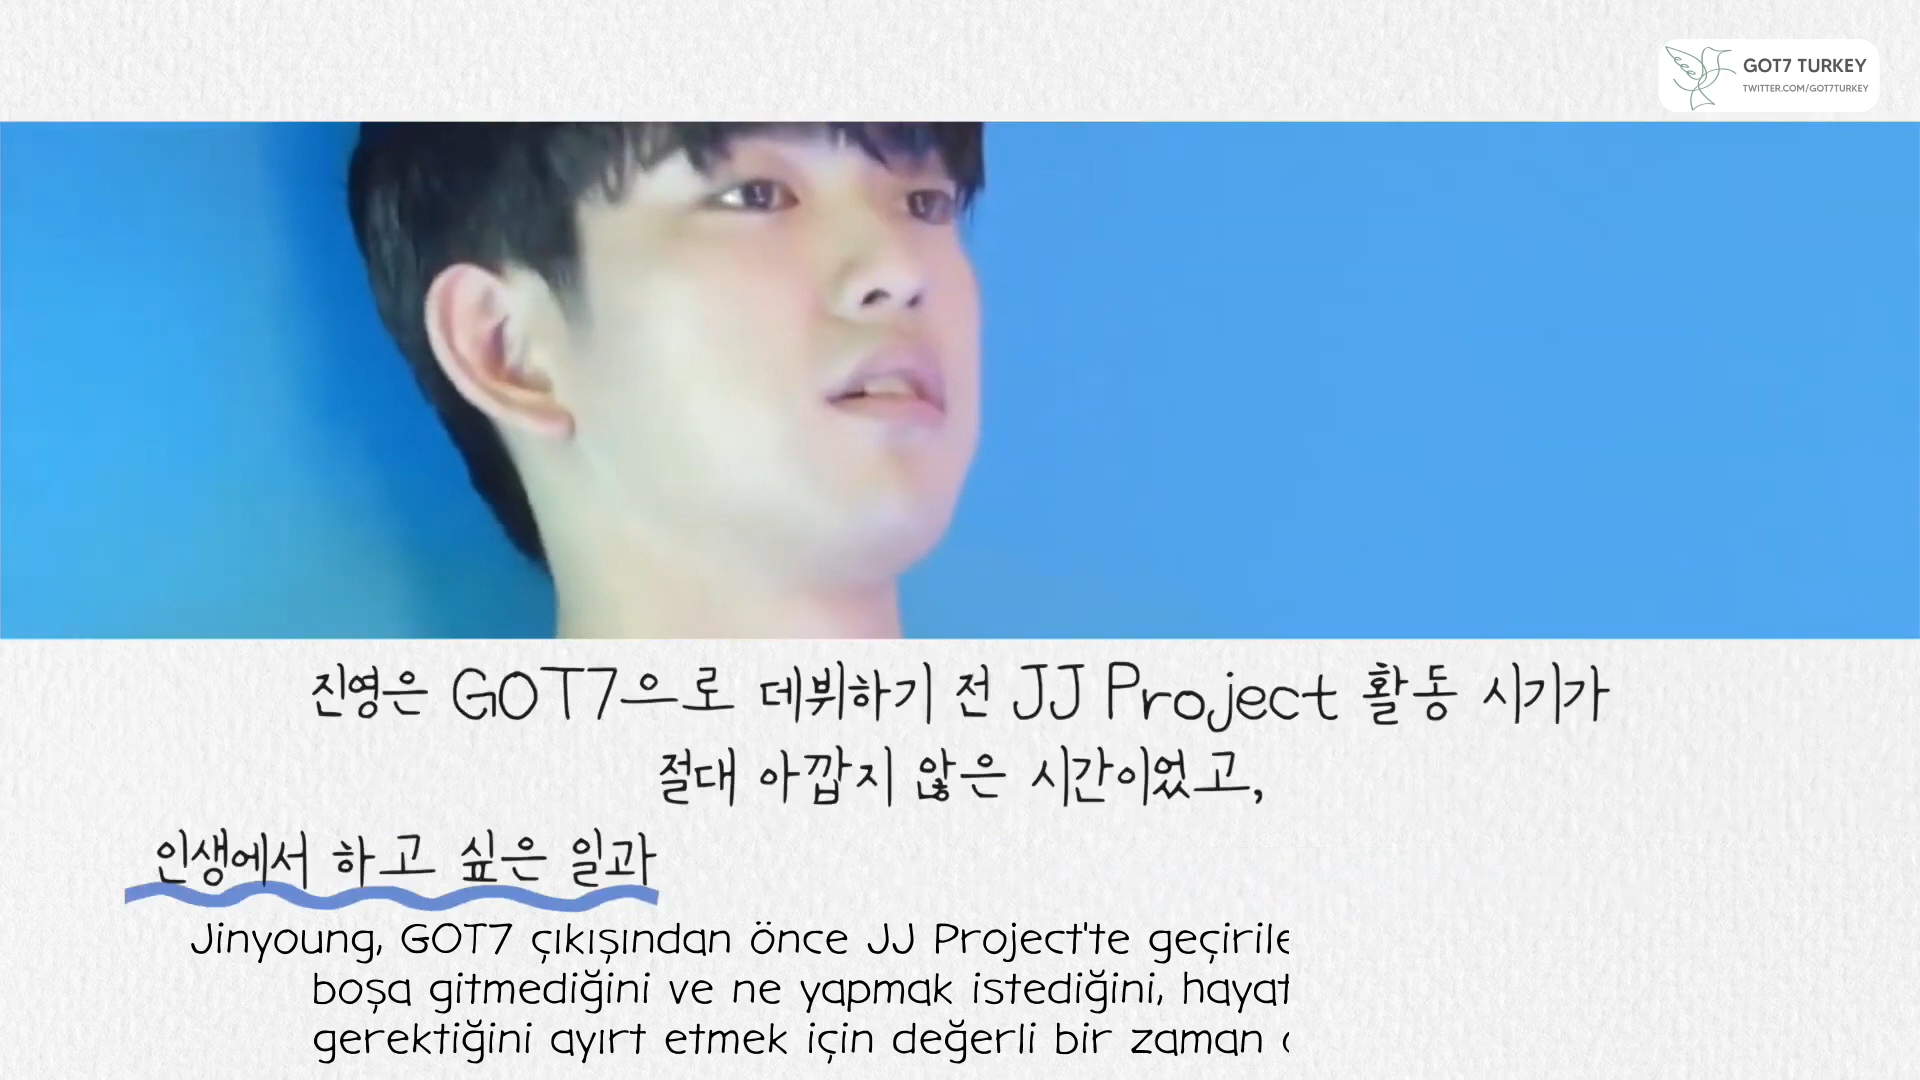 GOT7 TURKEY
TWITTER.COM/GOT7TURKEY
진영은 GOT7으로 데뷔하기 전 JJ Project 활동 시기가
절대 아깝지 않은 시간이었고,
인생에서 하고 싶은 일과
Jinyoung, GOT7 çıkışından önce JJ Project'te geçirile
boşa gitmediğini ve ne yapmak istediğini, hayat
gerektiğini ayırt etmek için değerli bir zaman